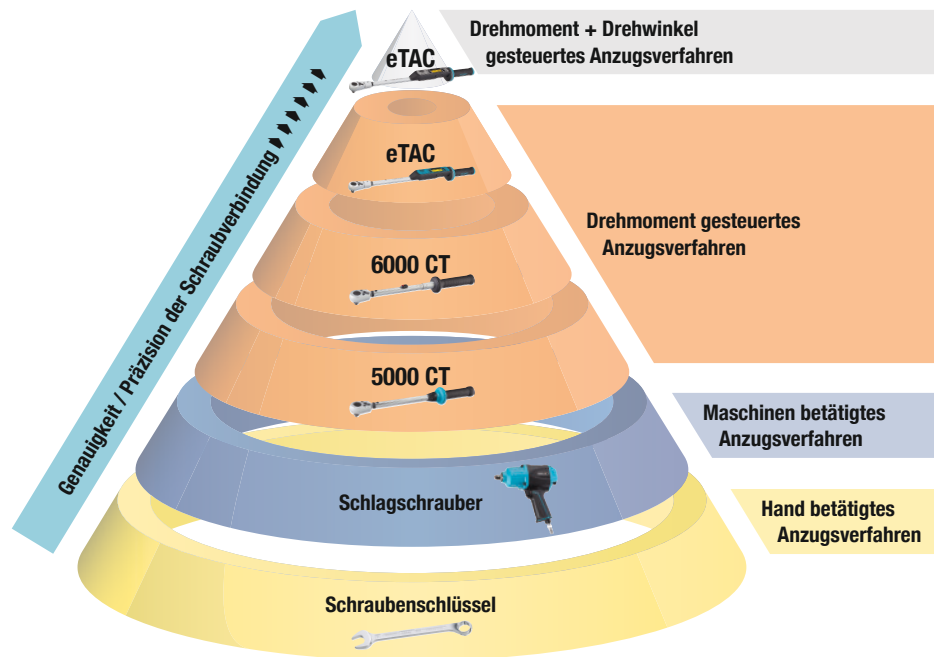 Drehmoment + Drehwinkel
gesteuertes Anzugsverfahren
eTAC
eTAC
Drehmoment gesteuertes
Anzugsverfahren
6000 CT
5000 CT
Genauigkeit / Präzision der Schraubverbindung
Maschinen betätigtes
Anzugsverfahren
Schlagschrauber
Hand betätigtes
Anzugsverfahren
Schraubenschlüssel